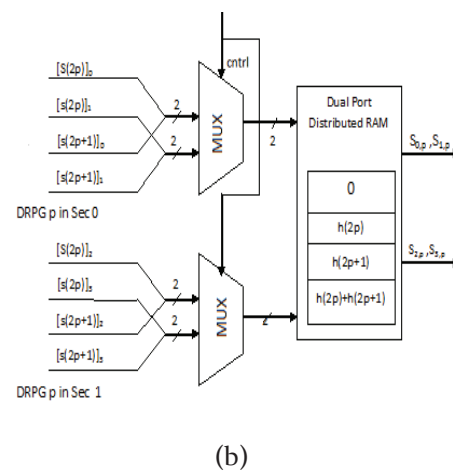 cntrl
[S(2p)]₀
[s(2p)]₁
[s(2p+1)]₀
[s(2p+1)]₁
2
2
MUX
2
DRPG p in Sec 0
Dual Port
Distributed RAM
0
h(2p)
h(2p+1)
h(2p)+h(2p+1)
S₀,ₚ ,S₁,ₚ
S₂,ₚ,S₃,ₚ
[S(2p)]₂
[s(2p)]₃
[s(2p+1)]₂
[s(2p+1)]₃
2
2
MUX
2
DRPG p in Sec 1
(b)